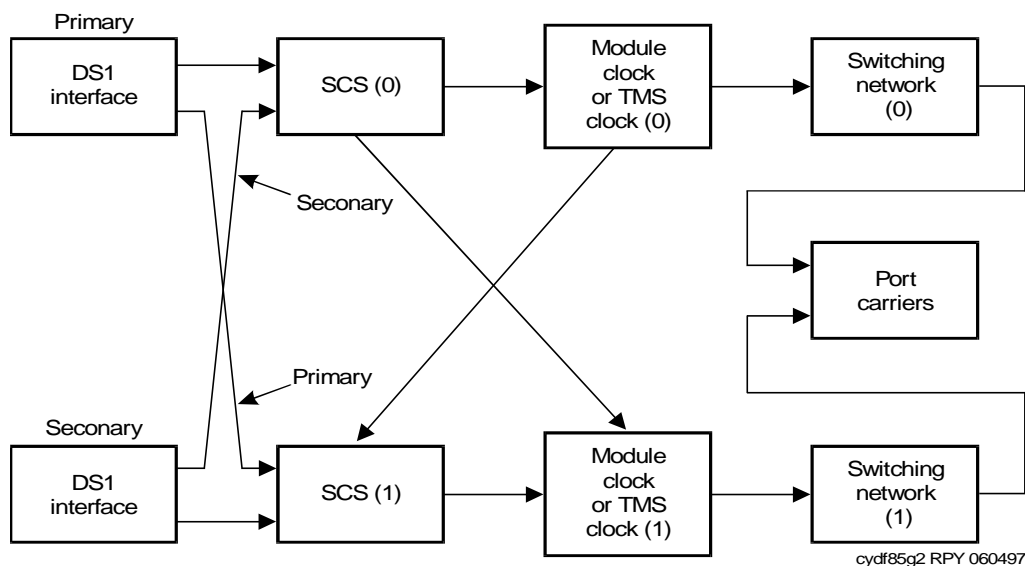 Primary
DS1
interface
SCS (0)
Module
clock
or TMS
clock (0)
Switching
network
(0)
Seconary
Port
carriers
Primary
Seconary
DS1
interface
SCS (1)
Module
clock
or TMS
clock (1)
Switching
network
(1)
cydf85g2 RPY 060497